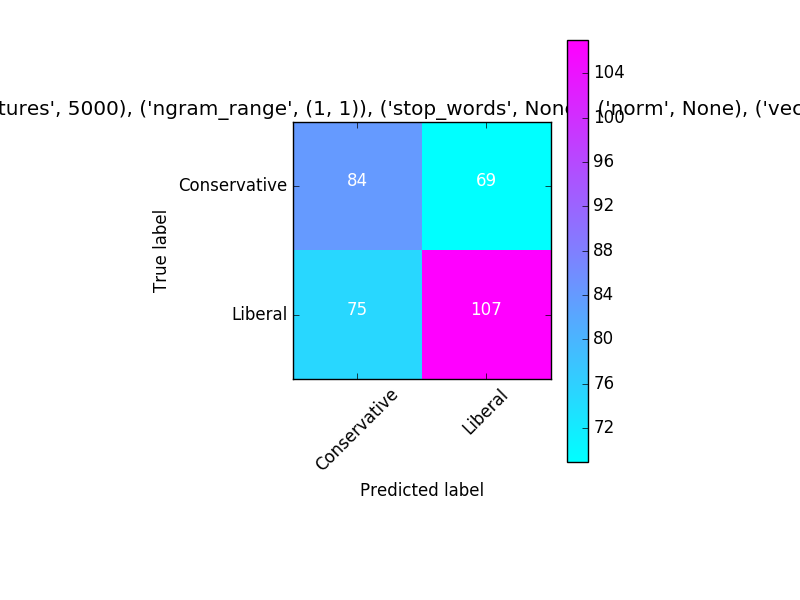 tures', 5000), ('ngram_range', (1, 1)), ('stop_words', None), ('norm', None), ('vec
104
100
96
92
88
84
80
76
72
Conservative
Liberal
True label
84 69
75 107
Conservative
Liberal
Predicted label